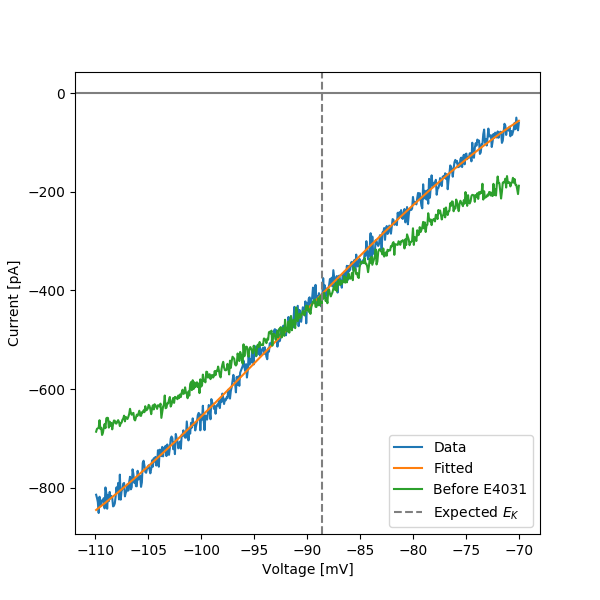 0
−200
−400
−600
−800
Current [pA]
−110
−105
−100
−95
−90
−85
−80
−75
−70
Voltage [mV]
Data
Fitted
Before E4031
Expected E_K